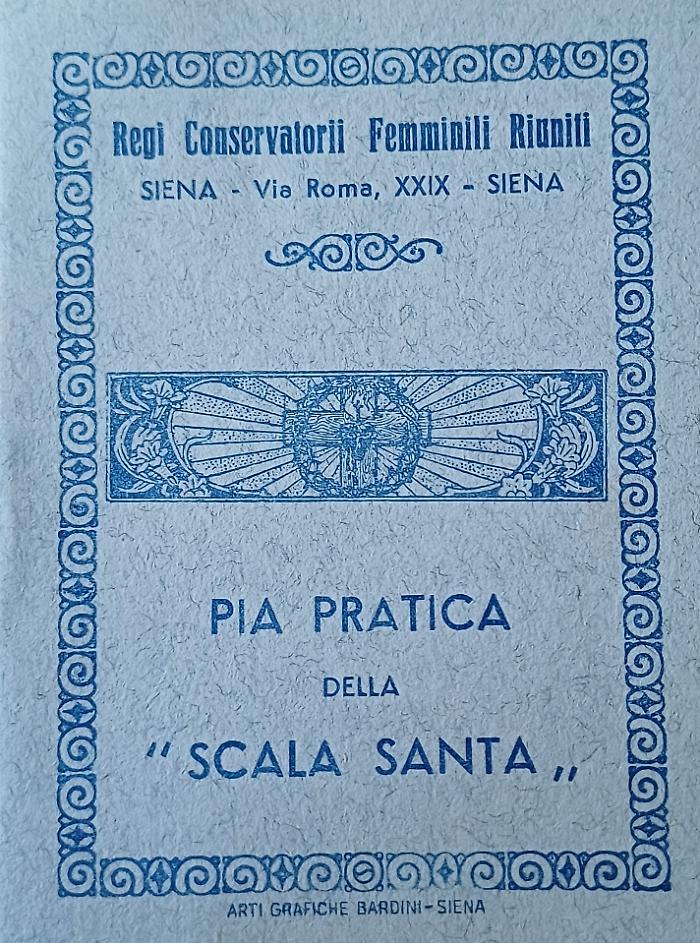 Regi Conservatorii Femminili Riuniti
SIENA - Via Roma, XXIX - SIENA
PIA PRATICA
DELLA
“ SCALA SANTA „
ARTI GRAFICHE BARDINI-SIENA